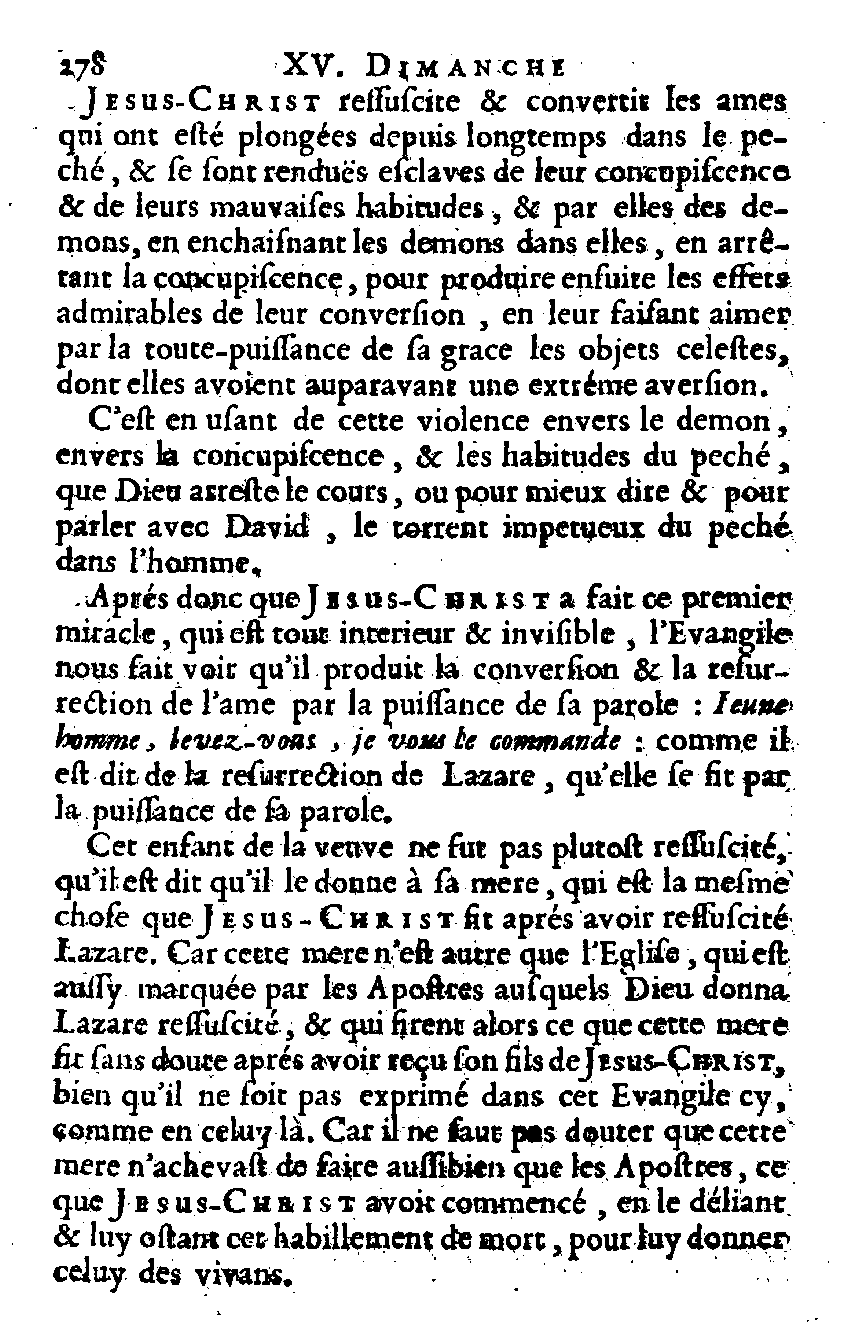 278 XV. DIMANCHE
JESUS-CHRIST reſſuſcite & convertit les ames
qui ont eſté plongées depuis longtemps dans le pe-
ché, & ſe ſont renduës eſclaves de leur concupiſcence
& de leurs mauvaiſes habitudes, & par elles des de-
mons, en enchaiſnant les demons dans elles, en arrê-
tant la concupiſcence, pour produire enſuite les effets
admirables de leur converſion, en leur faiſant aimer
par la toute-puiſſance de ſa grace les objets celeſtes,
dont elles avoient auparavant une extréme averſion.
C'eſt en uſant de cette violence envers le demon,
envers la concupiſcence, & les habitudes du peché,
que Dieu arreſte le cours, ou pour mieux dire & pour
parler avec David, le torrent impetueux du peché
dans l'homme.
Aprés donc que JESUS-CHRIST a fait ce premier
miracle, qui eſt tout interieur & inviſible, l'Evangile
nous fait voir qu'il produit la converſion & la reſur-
rection de l'ame par la puiſſance de ſa parole : Ieune
homme, levez-vous, je vous le commande : comme il
eſt dit de la reſurrection de Lazare, qu'elle ſe fit par
la puiſſance de ſa parole.
Cet enfant de la veuve ne fut pas plutoſt reſſuſcité,
qu'il eſt dit qu'il le donne à ſa mere, qui eſt la meſme
choſe que JESUS-CHRIST fit aprés avoir reſſuſcité
Lazare. Car cette mere n'eſt autre que l'Egliſe, qui eſt
auſſy marquée par les Apoſtres auſquels Dieu donna
Lazare reſſuſcité, & qui firent alors ce que cette mere
fit ſans doute aprés avoir reçu ſon fils de JESUS-CHRIST,
bien qu'il ne ſoit pas exprimé dans cet Evangile cy,
comme en celuy là. Car il ne faut pas douter que cette
mere n'achevaſt de faire auſſibien que les Apoſtres, ce
que JESUS-CHRIST avoit commencé, en le déliant
& luy oſtant cet habillement de mort, pour luy donner
celuy des vivans.